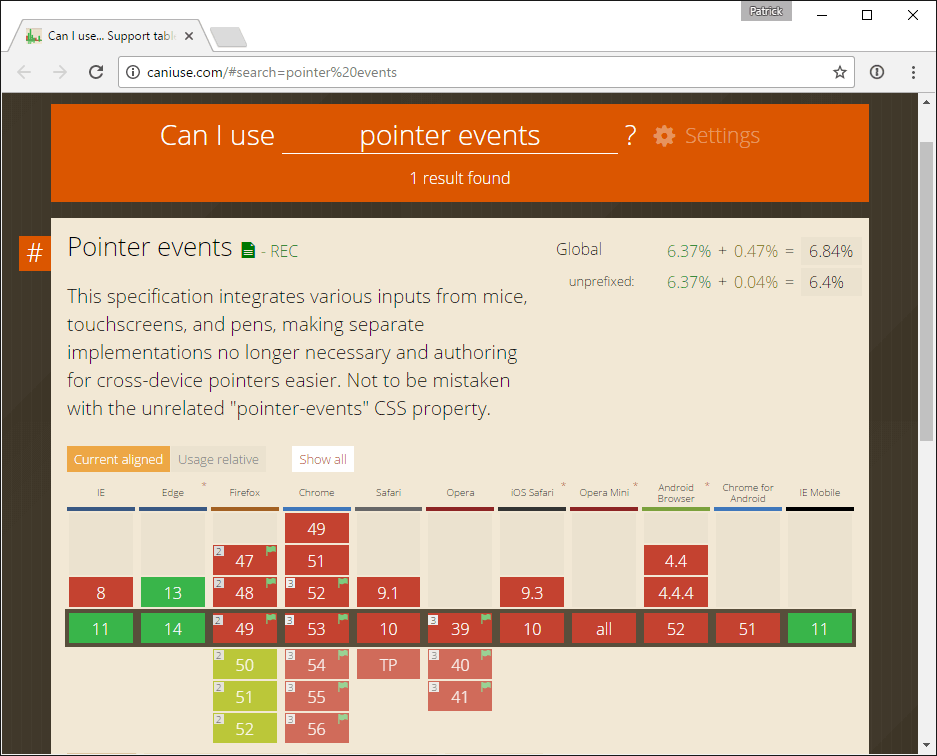 Patrick
Can I use... Support tabl
caniuse.com/#search=pointer%20events
Can I use pointer events ? Settings
1 result found
#
Pointer events - REC
Global 6.37% + 0.47% = 6.84%
unprefixed: 6.37% + 0.04% = 6.4%
This specification integrates various inputs from mice,
touchscreens, and pens, making separate
implementations no longer necessary and authoring
for cross-device pointers easier. Not to be mistaken
with the unrelated "pointer-events" CSS property.
Current aligned Usage relative Show all
IE Edge * Firefox Chrome Safari Opera iOS Safari * Opera Mini * Android Browser * Chrome for Android IE Mobile
49
2 47 51 4.4
8 13 2 48 3 52 9.1 9.3 4.4.4
11 14 2 49 3 53 10 3 39 10 all 52 51 11
2 50 3 54 TP 3 40
2 51 3 55 3 41
2 52 3 56